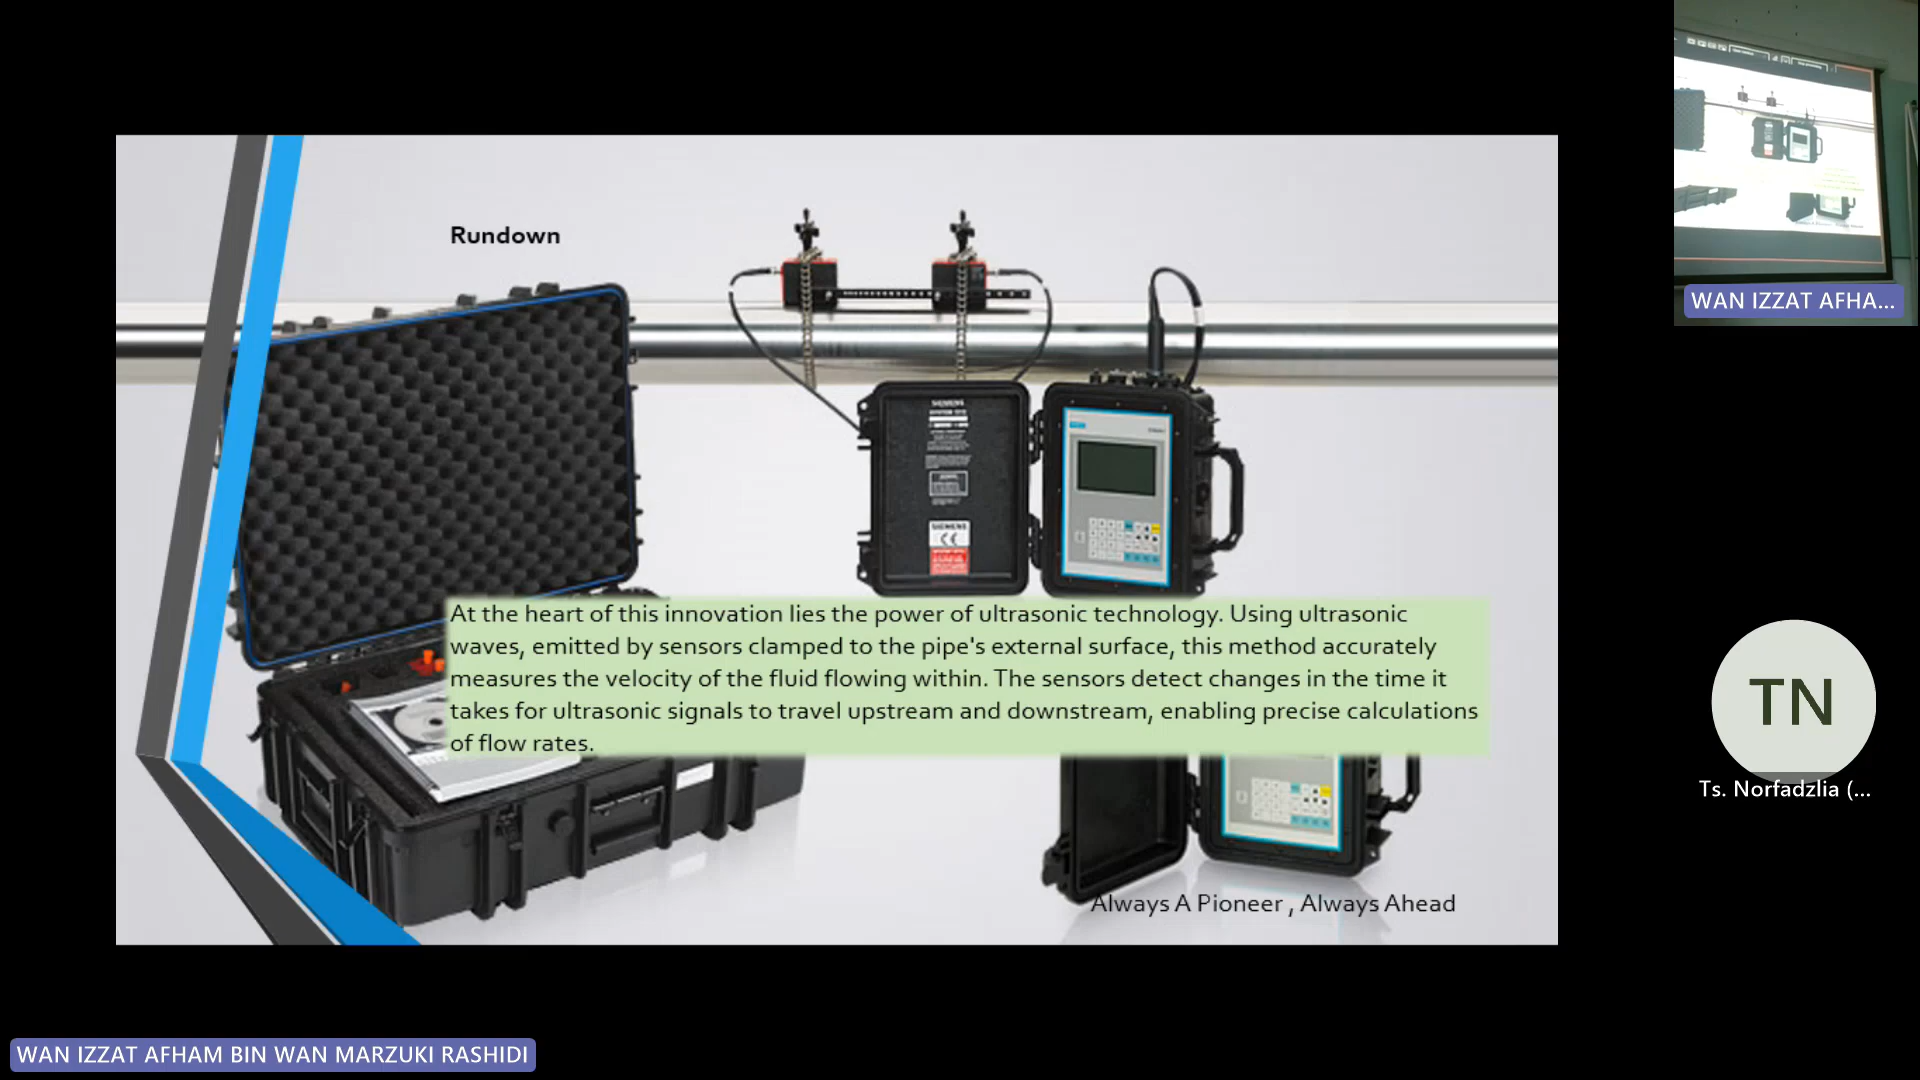 Rundown
SIEMENS
SIEMENS
CE
At the heart of this innovation lies the power of ultrasonic technology. Using ultrasonic
waves, emitted by sensors clamped to the pipe's external surface, this method accurately
measures the velocity of the fluid flowing within. The sensors detect changes in the time it
takes for ultrasonic signals to travel upstream and downstream, enabling precise calculations
of flow rates.
Always A Pioneer , Always Ahead
WAN IZZAT AFHA...
TN
Ts. Norfadzlia (...
WAN IZZAT AFHAM BIN WAN MARZUKI RASHIDI